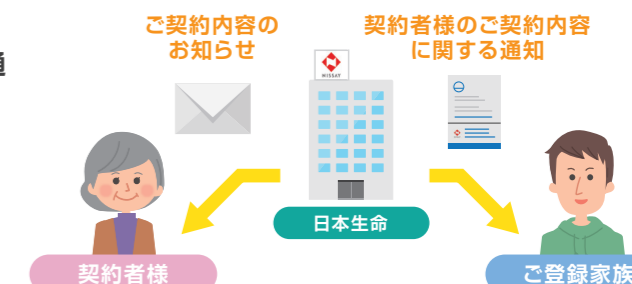 ご契約内容の
お知らせ
契約者様のご契約内容
に関する通知
通
NISSAY
日本生命
契約者様
ご登録家族